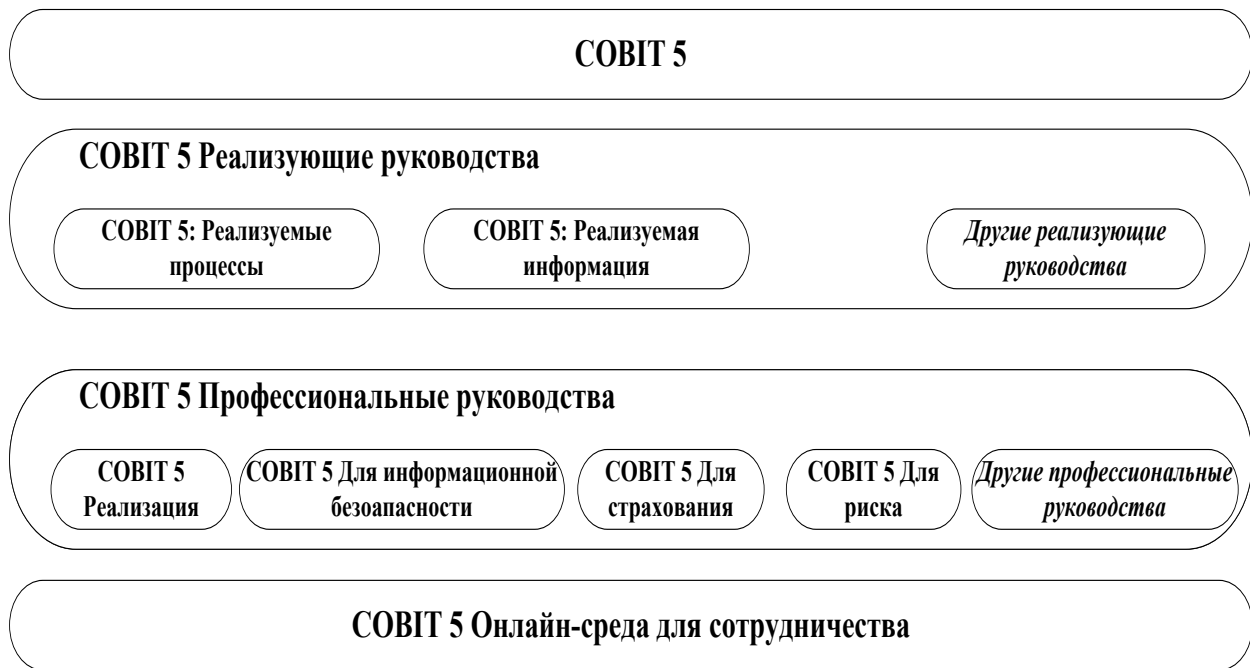 COBIT 5
COBIT 5 Реализующие руководства
COBIT 5: Реализуемые
процессы
COBIT 5: Реализуемая
информация
Другие реализующие
руководства
COBIT 5 Профессиональные руководства
COBIT 5
Реализация
COBIT 5 Для информационной
безоапасности
COBIT 5 Для
страхования
COBIT 5 Для
риска
Другие профессиональные
руководства
COBIT 5 Онлайн-среда для сотрудничества